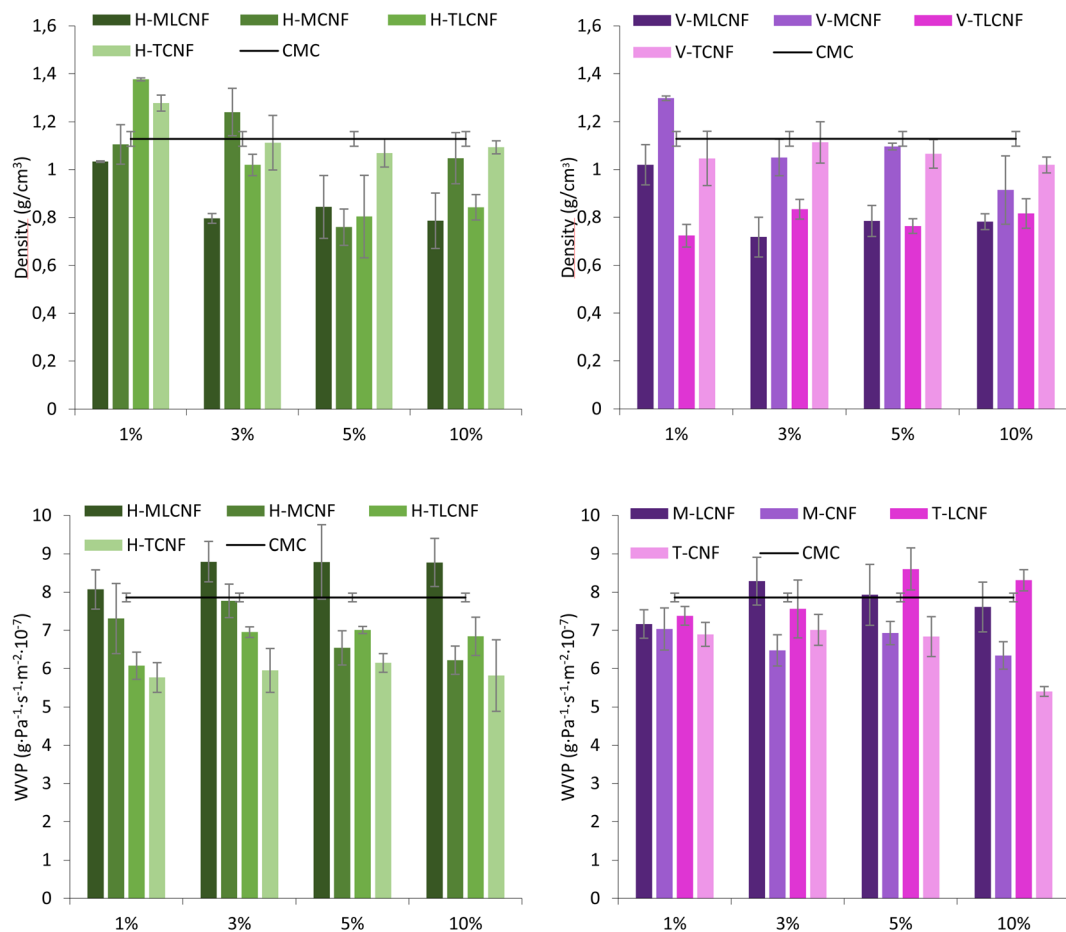 H-MLCNF H-MCNF H-TLCNF
H-TCNF CMC
1,6
1,4
1,2
1
0,8
0,6
0,4
0,2
0
Density (g/cm³)
1% 3% 5% 10%
V-MLCNF V-MCNF V-TLCNF
V-TCNF CMC
1,6
1,4
1,2
1
0,8
0,6
0,4
0,2
0
Density (g/cm³)
1% 3% 5% 10%
H-MLCNF H-MCNF H-TLCNF
H-TCNF CMC
10
9
8
7
6
5
4
3
2
1
0
WVP (g·Pa⁻¹·s⁻¹·m⁻²·10⁻⁷)
1% 3% 5% 10%
M-LCNF M-CNF T-LCNF
T-CNF CMC
10
9
8
7
6
5
4
3
2
1
0
WVP (g·Pa⁻¹·s⁻¹·m⁻²·10⁻⁷)
1% 3% 5% 10%